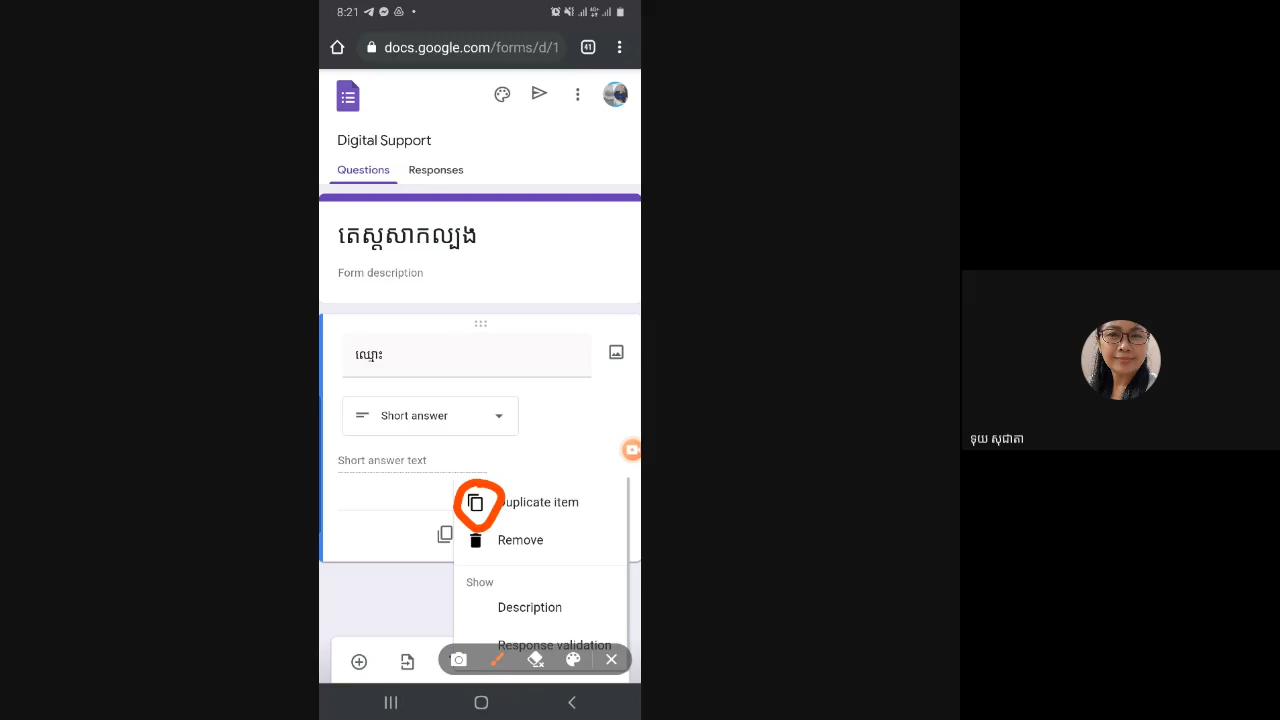 8:21
docs.google.com/forms/d/1
41
Digital Support
Questions Responses
តេស្តសាកល្បង
Form description
ឈ្មោះ
Short answer
Short answer text
uplicate item
Remove
Show
Description
Response validation
ទុយ សុជាតា